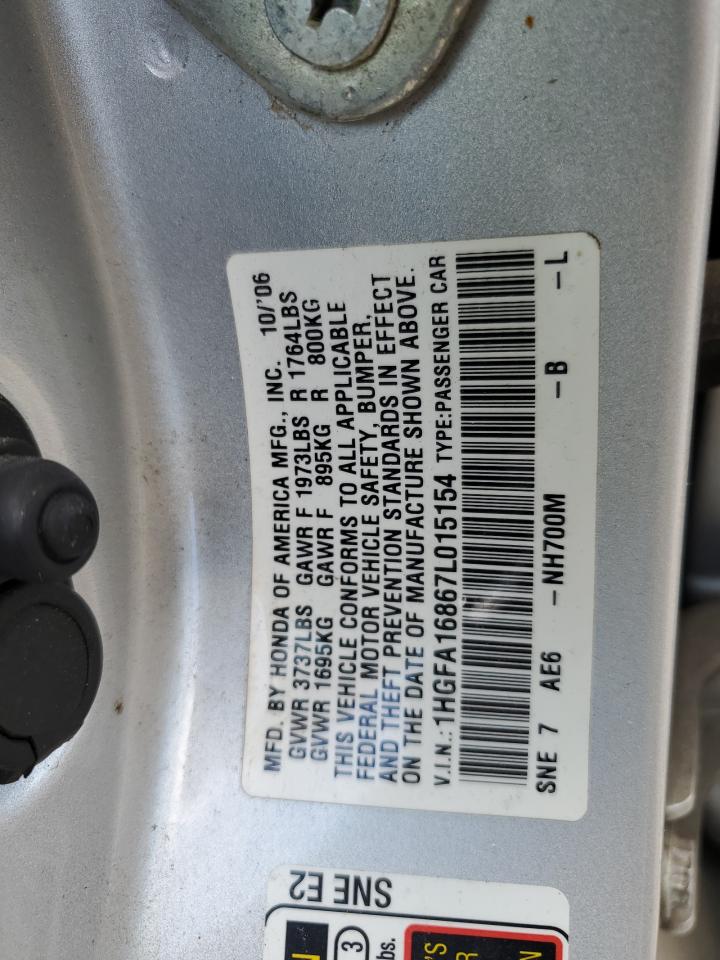 MFD. BY HONDA OF AMERICA MFG., INC. 10/'06
GVWR 3737LBS GAWR F 1973LBS R 1764LBS
GVWR 1695KG GAWR F 895KG R 800KG
THIS VEHICLE CONFORMS TO ALL APPLICABLE
FEDERAL MOTOR VEHICLE SAFETY, BUMPER,
AND THEFT PREVENTION STANDARDS IN EFFECT
ON THE DATE OF MANUFACTURE SHOWN ABOVE.
V.I.N.: 1HGFA16867L015154 TYPE:PASSENGER CAR
SNE 7 AE6 -NH700M -B -L
SNE E2
3
lbs.